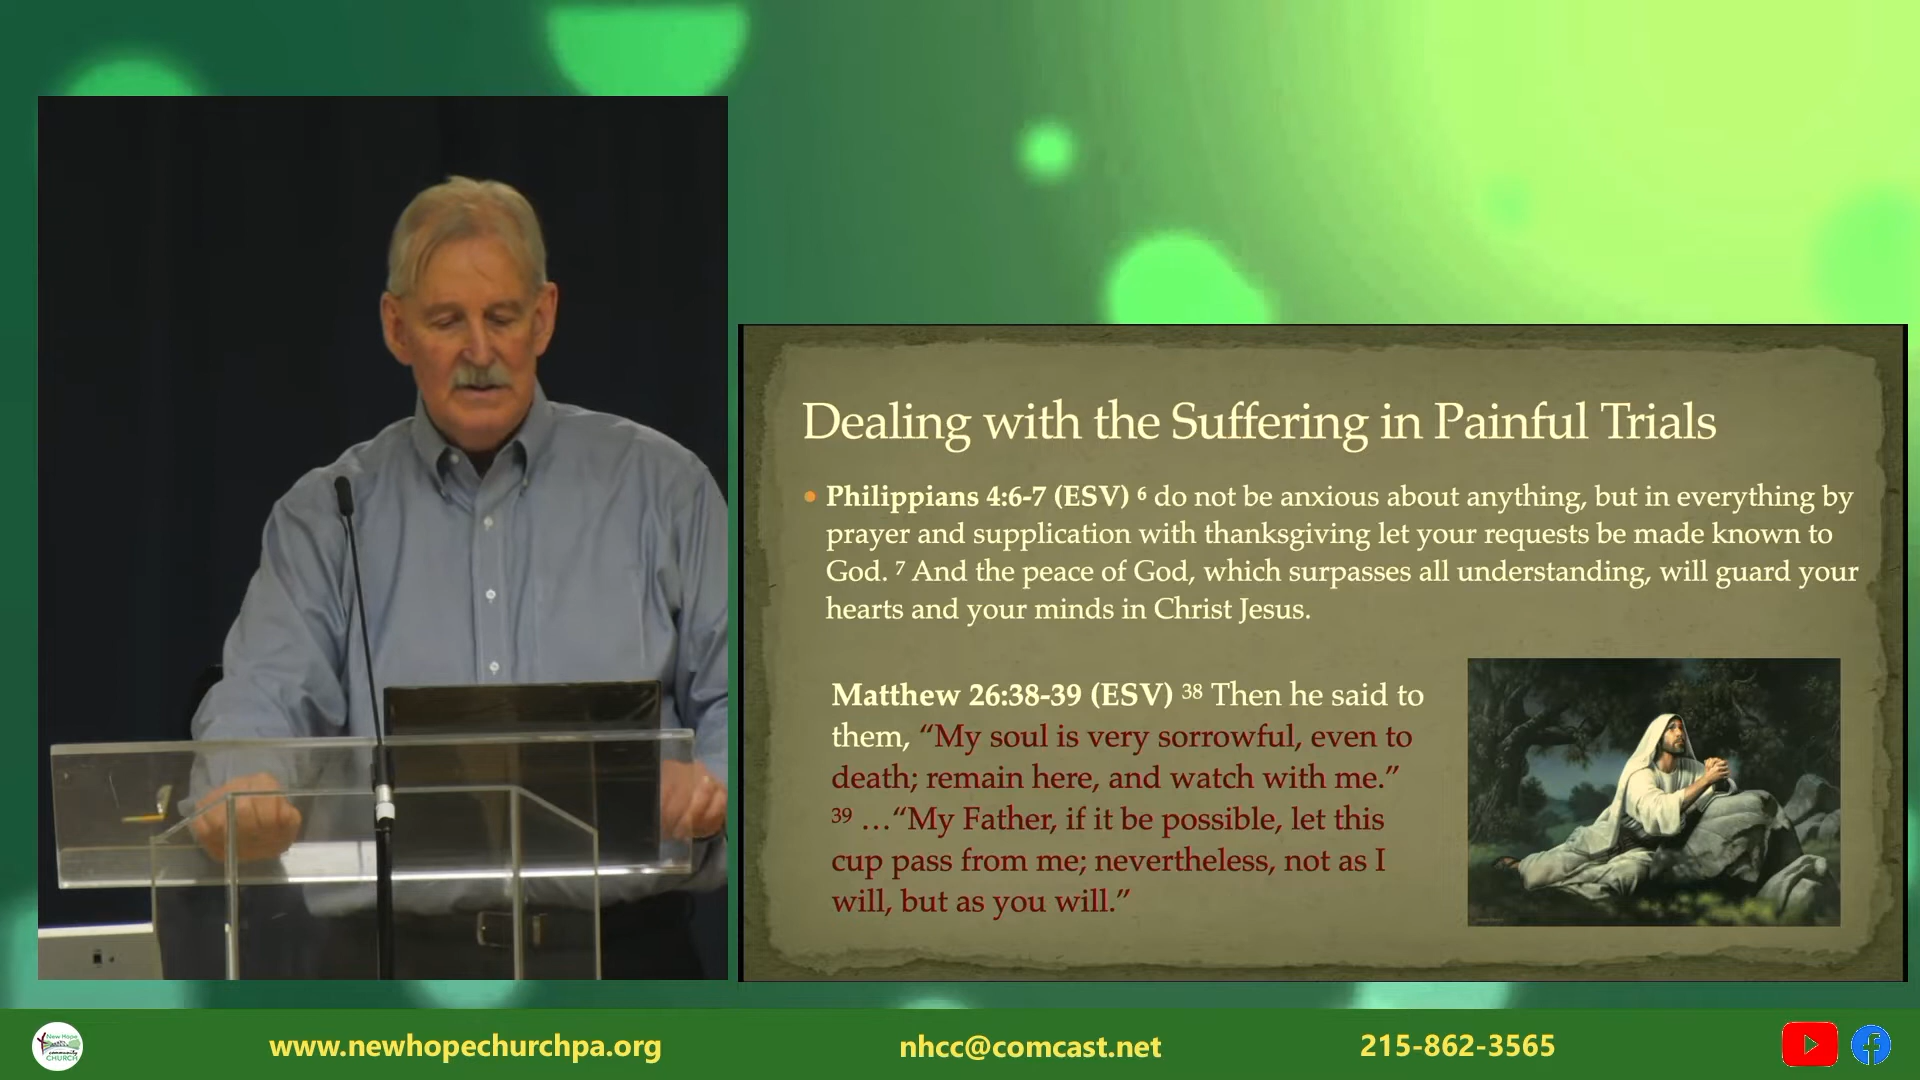 Dealing with the Suffering in Painful Trials
• Philippians 4:6-7 (ESV) ⁶ do not be anxious about anything, but in everything by
prayer and supplication with thanksgiving let your requests be made known to
God. ⁷ And the peace of God, which surpasses all understanding, will guard your
hearts and your minds in Christ Jesus.
Matthew 26:38-39 (ESV) ³⁸ Then he said to
them, “My soul is very sorrowful, even to
death; remain here, and watch with me.”
³⁹ …“My Father, if it be possible, let this
cup pass from me; nevertheless, not as I
will, but as you will.”
New Hope
community
CHURCH
www.newhopechurchpa.org
nhcc@comcast.net
215-862-3565